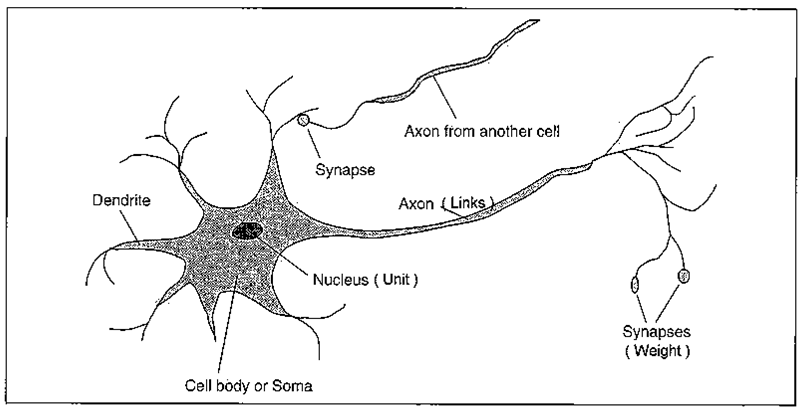 Axon from another cell
Synapse
Dendrite
Axon ( Links )
Nucleus ( Unit )
Synapses
( Weight )
Cell body or Soma